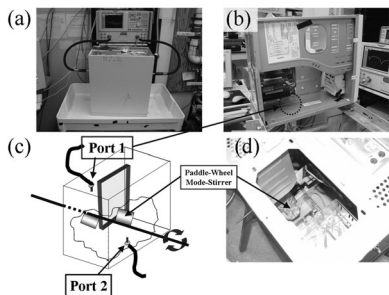 (a)
(b)
(c)
Port 1
Paddle-Wheel
Mode-Stirrer
Port 2
(d)